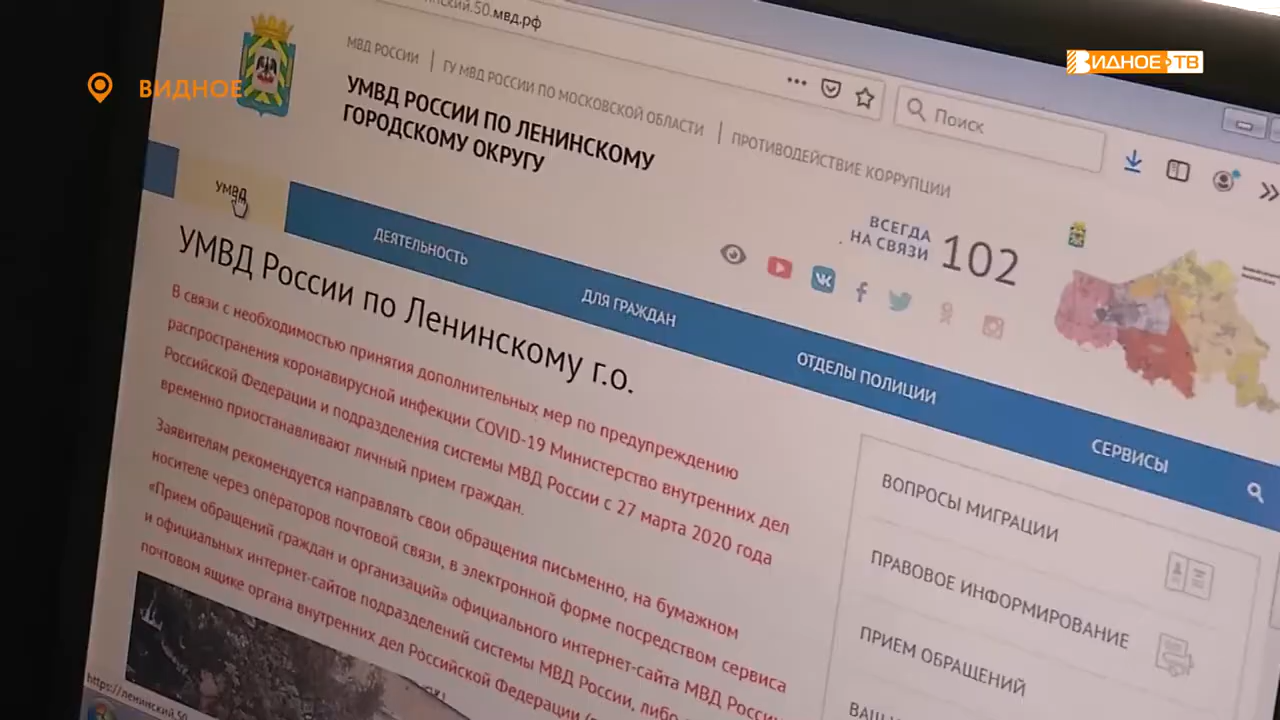 нский.50.мвд.рф
ВИДНОЕ-ТВ
ВИДНОЕ
МВД РОССИИ
ГУ МВД РОССИИ ПО МОСКОВСКОЙ ОБЛАСТИ
ПРОТИВОДЕЙСТВИЕ КОРРУПЦИИ
Поиск
УМВД РОССИИ ПО ЛЕНИНСКОМУ
ГОРОДСКОМУ ОКРУГУ
ВСЕГДА
НА СВЯЗИ
102
УМВД
ДЕЯТЕЛЬНОСТЬ
ДЛЯ ГРАЖДАН
ОТДЕЛЫ ПОЛИЦИИ
СЕРВИСЫ
УМВД России по Ленинскому г.о.
В связи с необходимостью принятия дополнительных мер по предупреждению
распространения коронавирусной инфекции COVID-19 Министерство внутренних дел
Российской Федерации и подразделения системы МВД России с 27 марта 2020 года
временно приостанавливают личный прием граждан.
Заявителям рекомендуется направлять свои обращения письменно, на бумажном
носителе через операторов почтовой связи, в электронной форме посредством сервиса
«Прием обращений граждан и организаций» официального интернет-сайта МВД России
и официальных интернет-сайтов подразделений системы МВД России, либо
почтовом ящике органа внутренних дел Российской Федерации
ВОПРОСЫ МИГРАЦИИ
ПРАВОВОЕ ИНФОРМИРОВАНИЕ
ПРИЕМ ОБРАЩЕНИЙ
https://ленинский.50